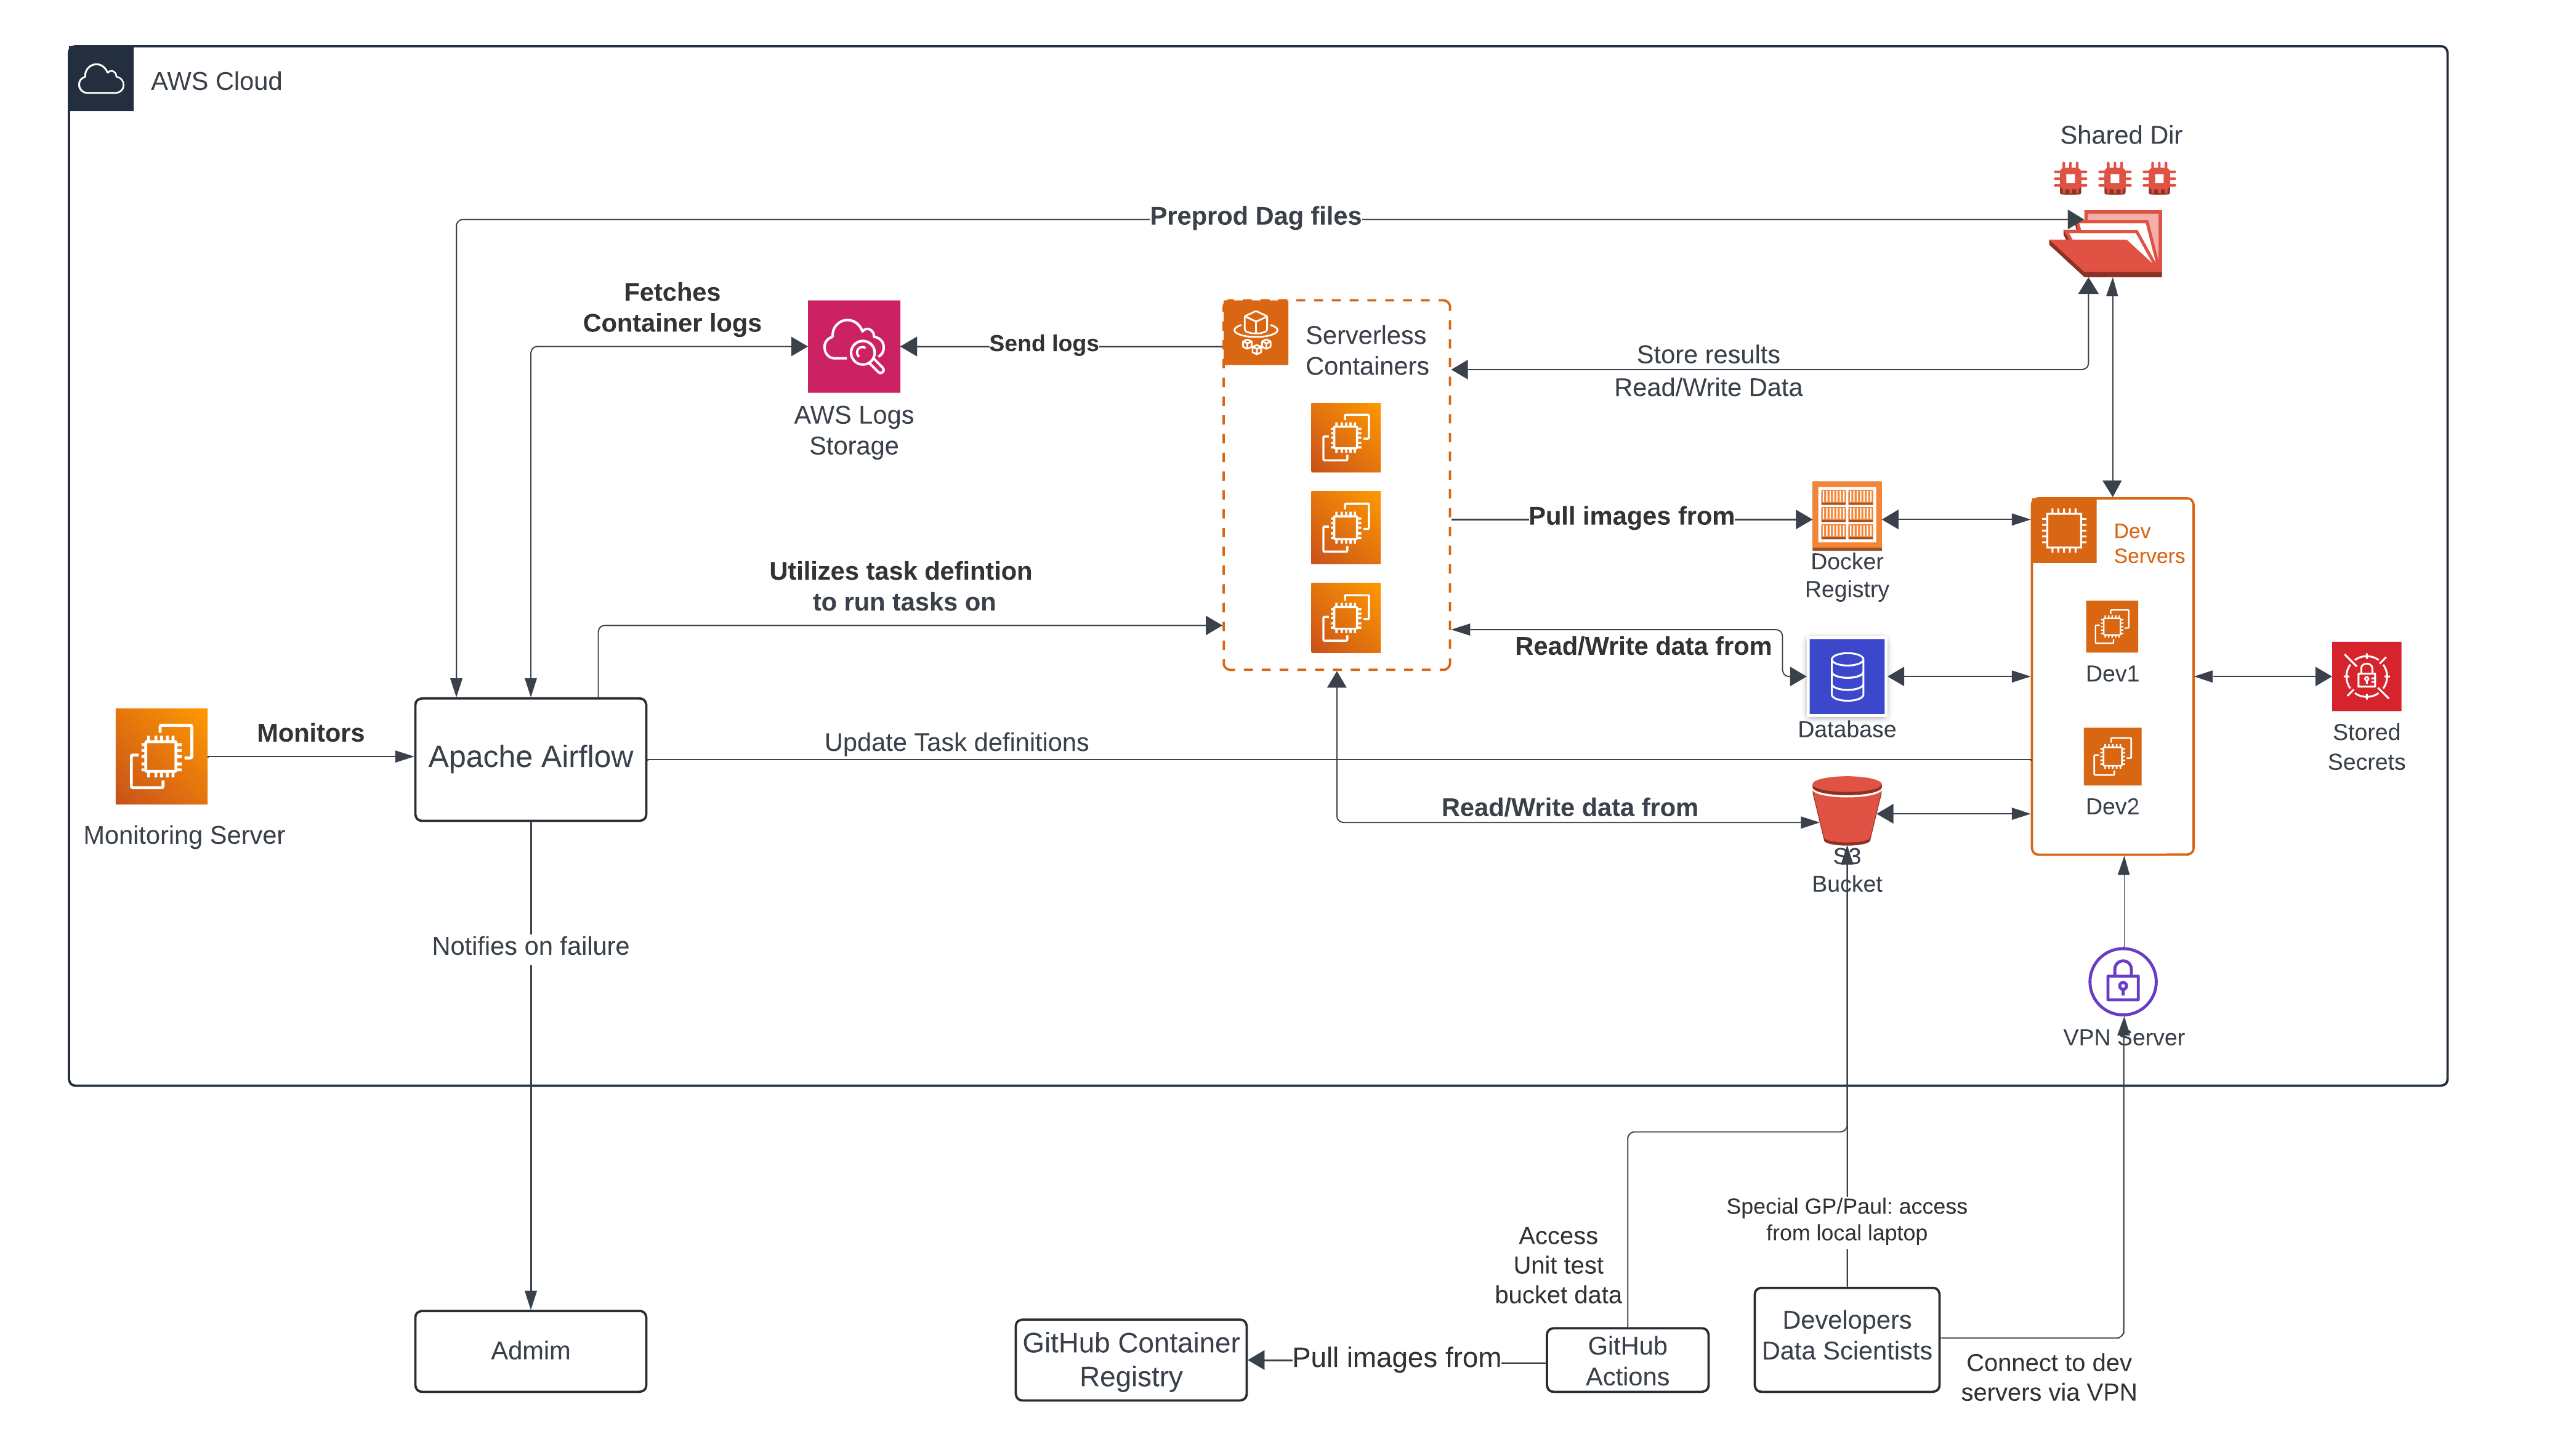 AWS Cloud
Shared Dir
Preprod Dag files
Fetches
Container logs
Send logs
Serverless
Containers
Store results
Read/Write Data
AWS Logs
Storage
Pull images from
Docker
Registry
Dev
Servers
Utilizes task defintion
to run tasks on
Read/Write data from
Dev1
Database
Stored
Secrets
Monitors
Apache Airflow
Update Task definitions
Monitoring Server
Read/Write data from
Dev2
S3
Bucket
Notifies on failure
VPN Server
Special GP/Paul: access
from local laptop
Access
Unit test
bucket data
Admim
GitHub Container
Registry
Pull images from
GitHub
Actions
Developers
Data Scientists
Connect to dev
servers via VPN